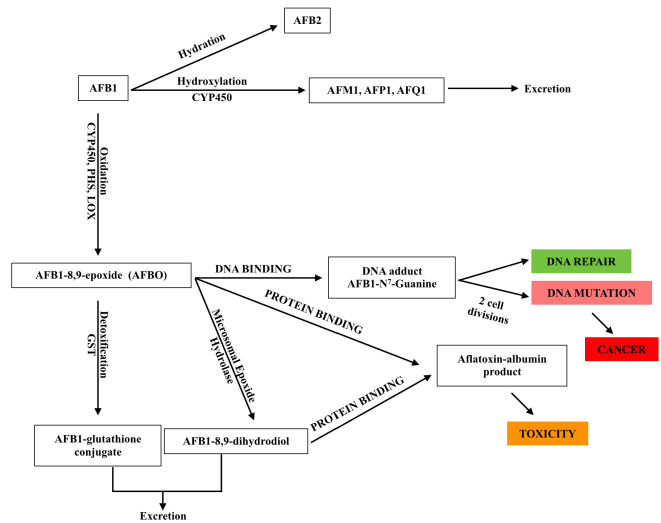 AFB2
Hydration
AFB1
Hydroxylation
CYP450
AFM1, AFP1, AFQ1
Excretion
Oxidation
CYP450, PHS, LOX
AFB1-8,9-epoxide (AFBO)
DNA BINDING
DNA adduct
AFB1-N⁷-Guanine
DNA REPAIR
DNA MUTATION
2 cell
divisions
CANCER
PROTEIN BINDING
Detoxification
GST
Microsomal Epoxide
Hydrolase
Aflatoxin-albumin
product
PROTEIN BINDING
TOXICITY
AFB1-glutathione
conjugate
AFB1-8,9-dihydrodiol
Excretion